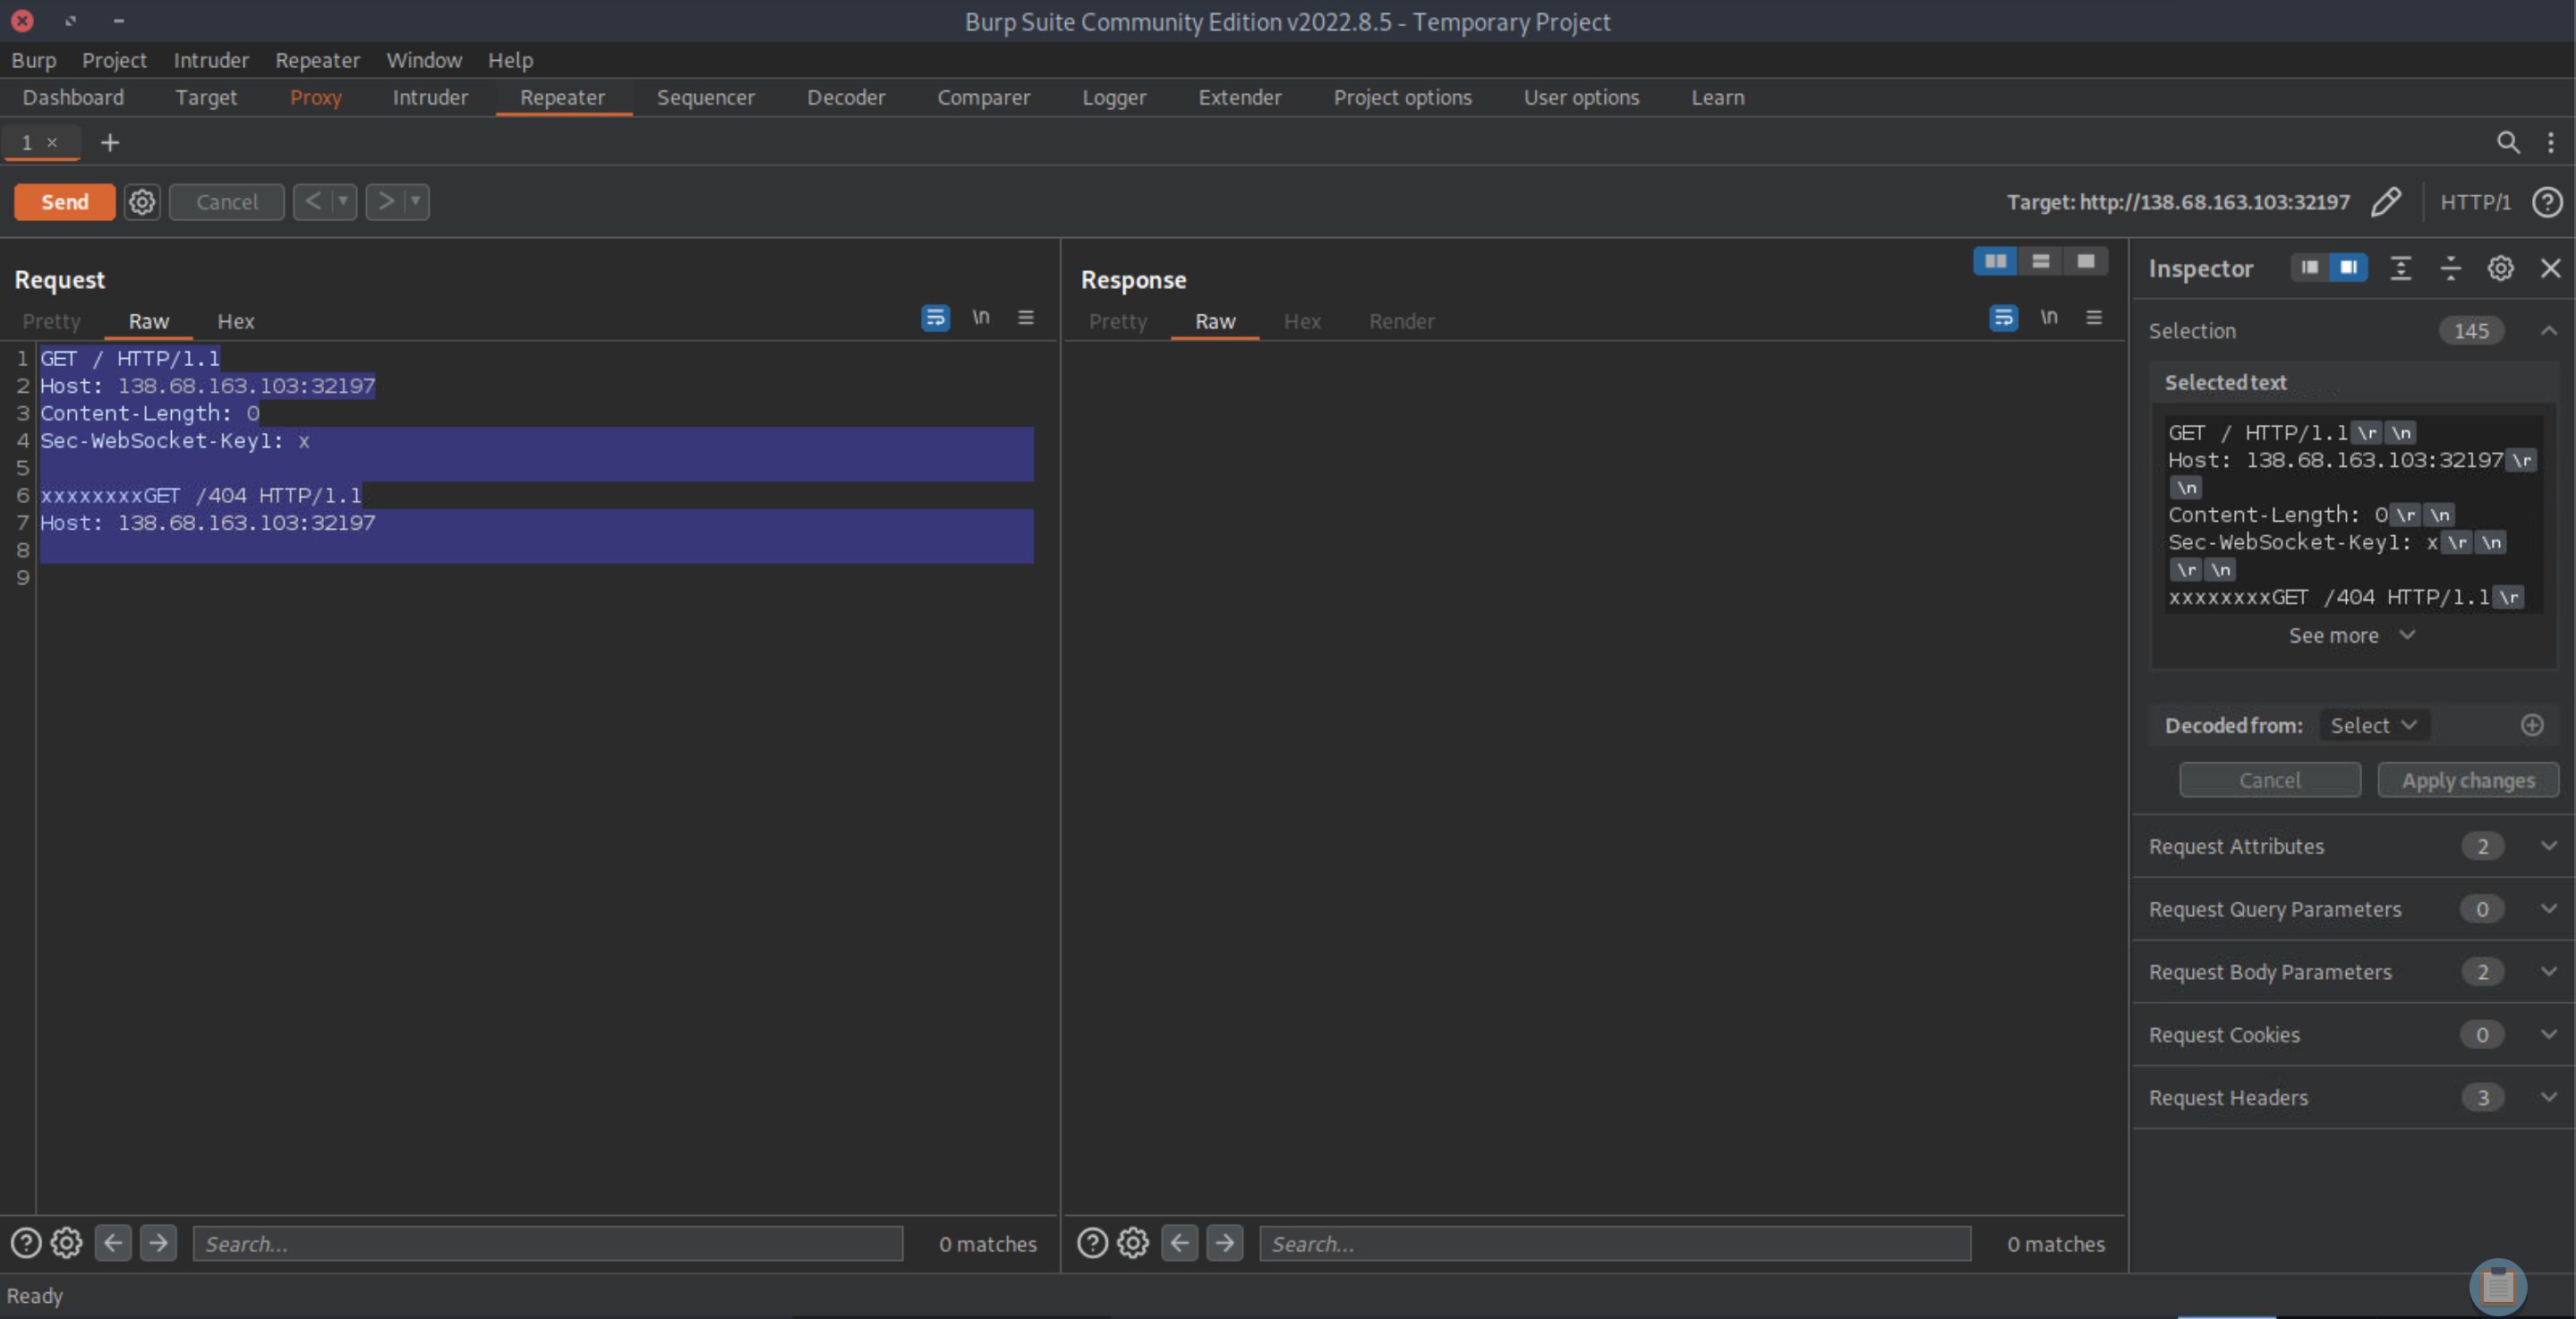 Burp Suite Community Edition v2022.8.5 - Temporary Project
Burp Project Intruder Repeater Window Help
Dashboard Target Proxy Intruder Repeater Sequencer Decoder Comparer Logger Extender Project options User options Learn
1 × +
Send Cancel < > Target: http://138.68.163.103:32197 HTTP/1 ?
Request
Pretty Raw Hex \n
1 GET / HTTP/1.1
2 Host: 138.68.163.103:32197
3 Content-Length: 0
4 Sec-WebSocket-Key1: x
5
6 xxxxxxxxGET /404 HTTP/1.1
7 Host: 138.68.163.103:32197
8
9
? Search... 0 matches
Response
Pretty Raw Hex Render \n
? Search... 0 matches
Inspector
Selection 145
Selected text
GET / HTTP/1.1 \r \n
Host: 138.68.163.103:32197 \r
\n
Content-Length: 0 \r \n
Sec-WebSocket-Key1: x \r \n
\r \n
xxxxxxxxGET /404 HTTP/1.1 \r
See more
Decoded from: Select
Cancel Apply changes
Request Attributes 2
Request Query Parameters 0
Request Body Parameters 2
Request Cookies 0
Request Headers 3
Ready